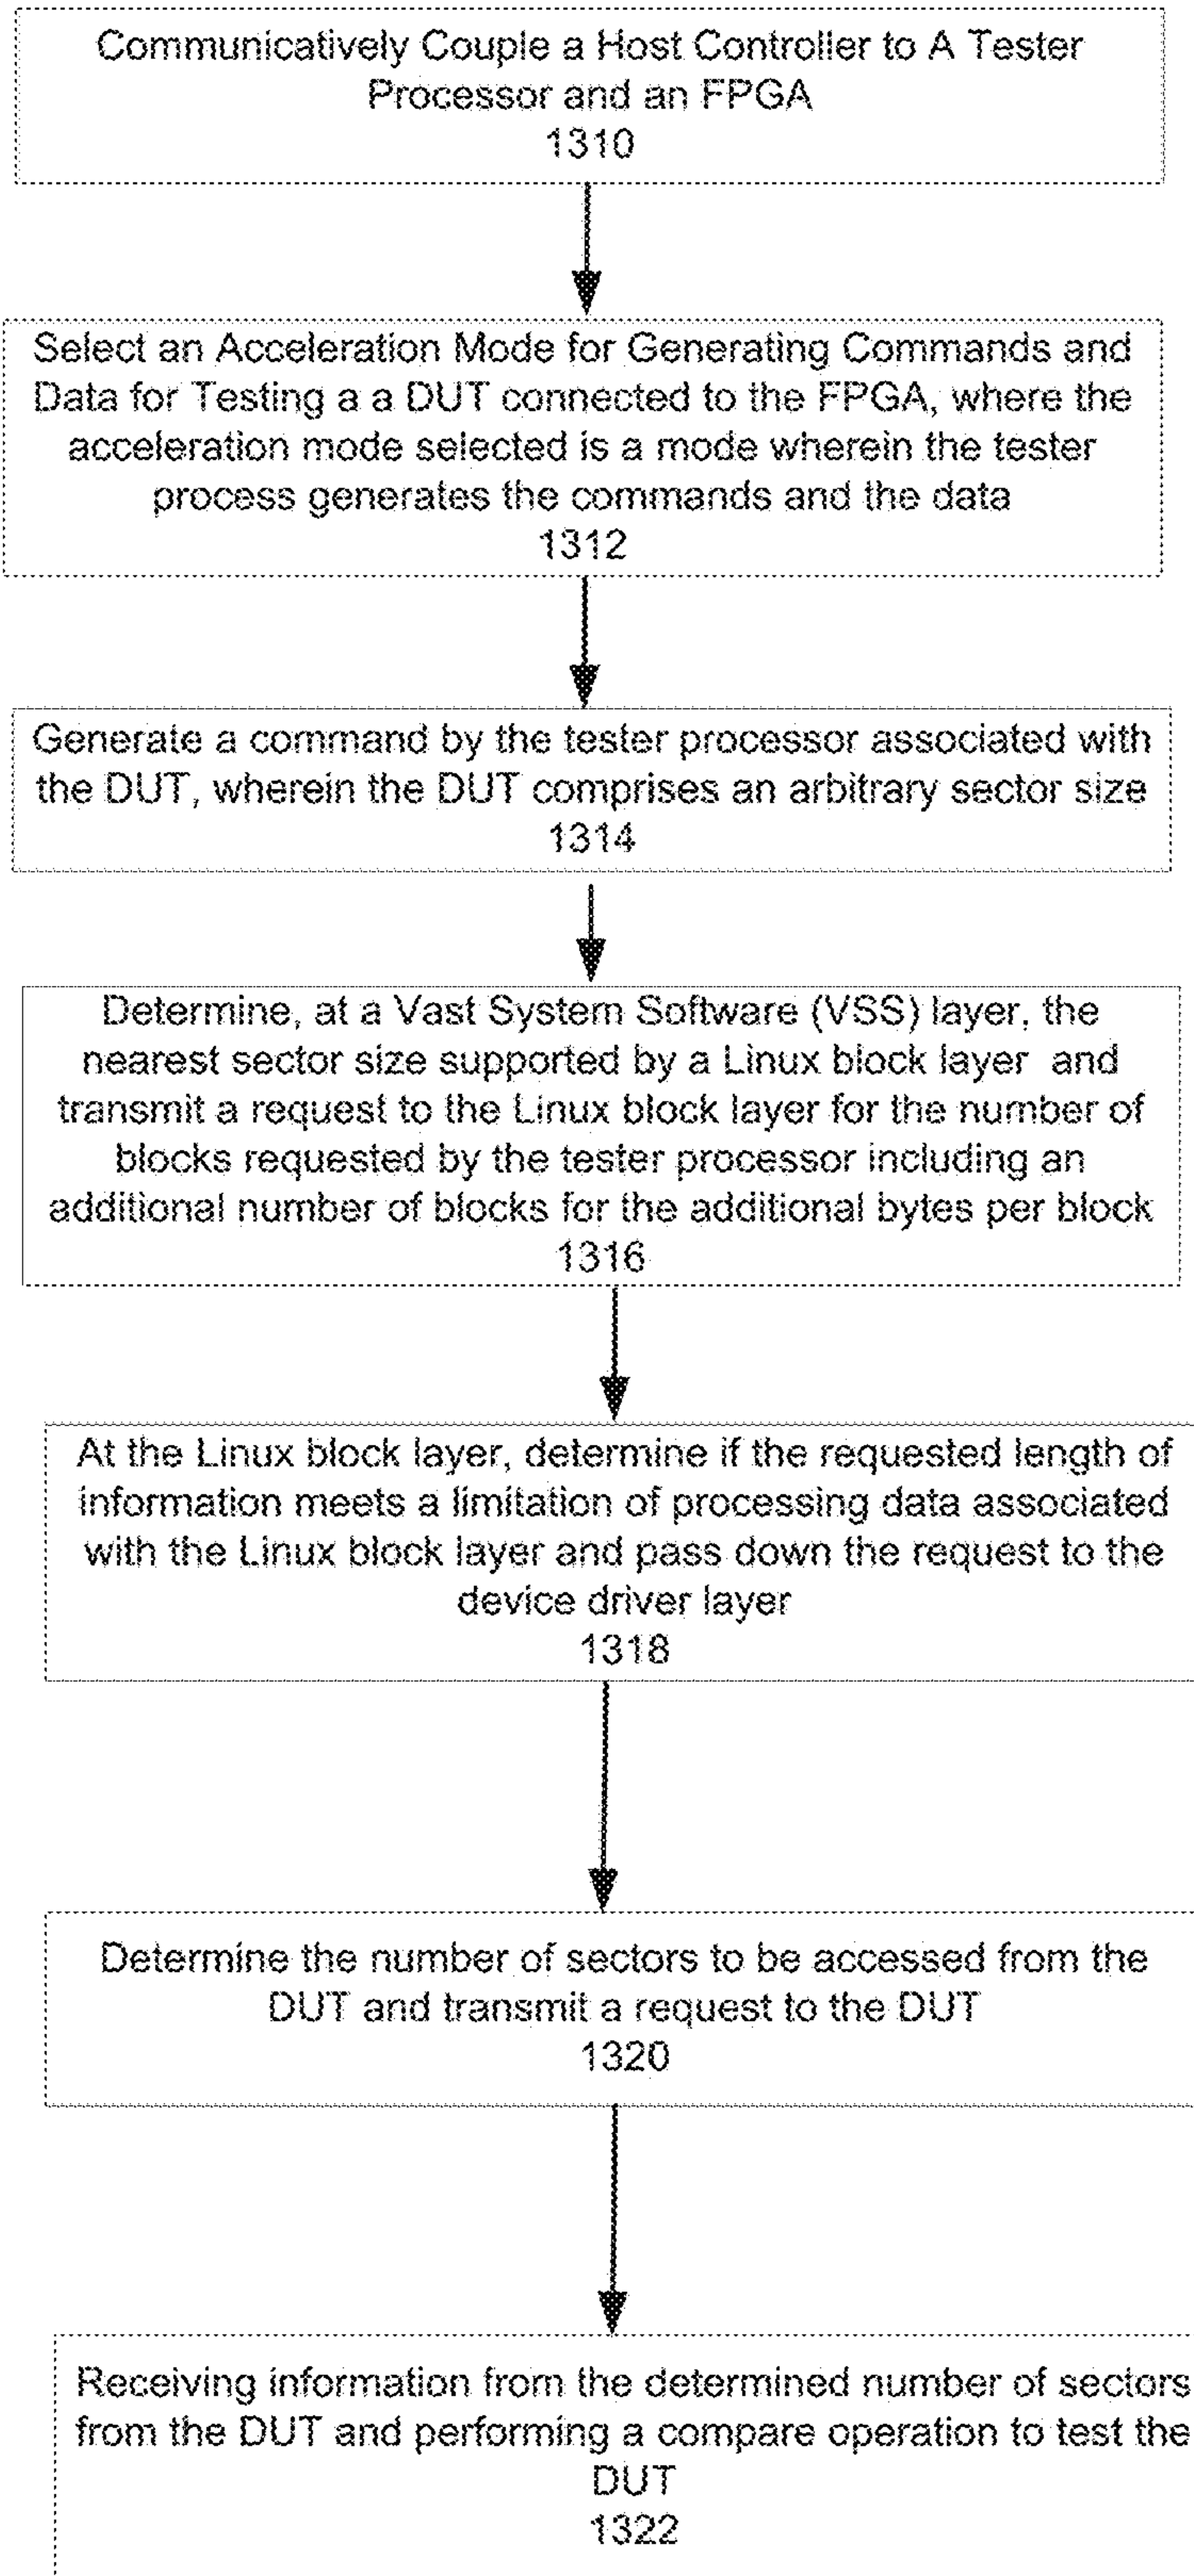 Communicatively Couple a Host Controller to A Tester
Processor and an FPGA
1310
Select an Acceleration Mode for Generating Commands and
Data for Testing a a DUT connected to the FPGA, where the
acceleration mode selected is a mode wherein the tester
process generates the commands and the data
1312
Generate a command by the tester processor associated with
the DUT, wherein the DUT comprises an arbitrary sector size
1314
Determine, at a Vast System Software (VSS) layer, the
nearest sector size supported by a Linux block layer and
transmit a request to the Linux block layer for the number of
blocks requested by the tester processor including an
additional number of blocks for the additional bytes per block
1316
At the Linux block layer, determine if the requested length of
information meets a limitation of processing data associated
with the Linux block layer and pass down the request to the
device driver layer
1318
Determine the number of sectors to be accessed from the
DUT and transmit a request to the DUT
1320
Receiving information from the determined number of sectors
from the DUT and performing a compare operation to test the
DUT
1322